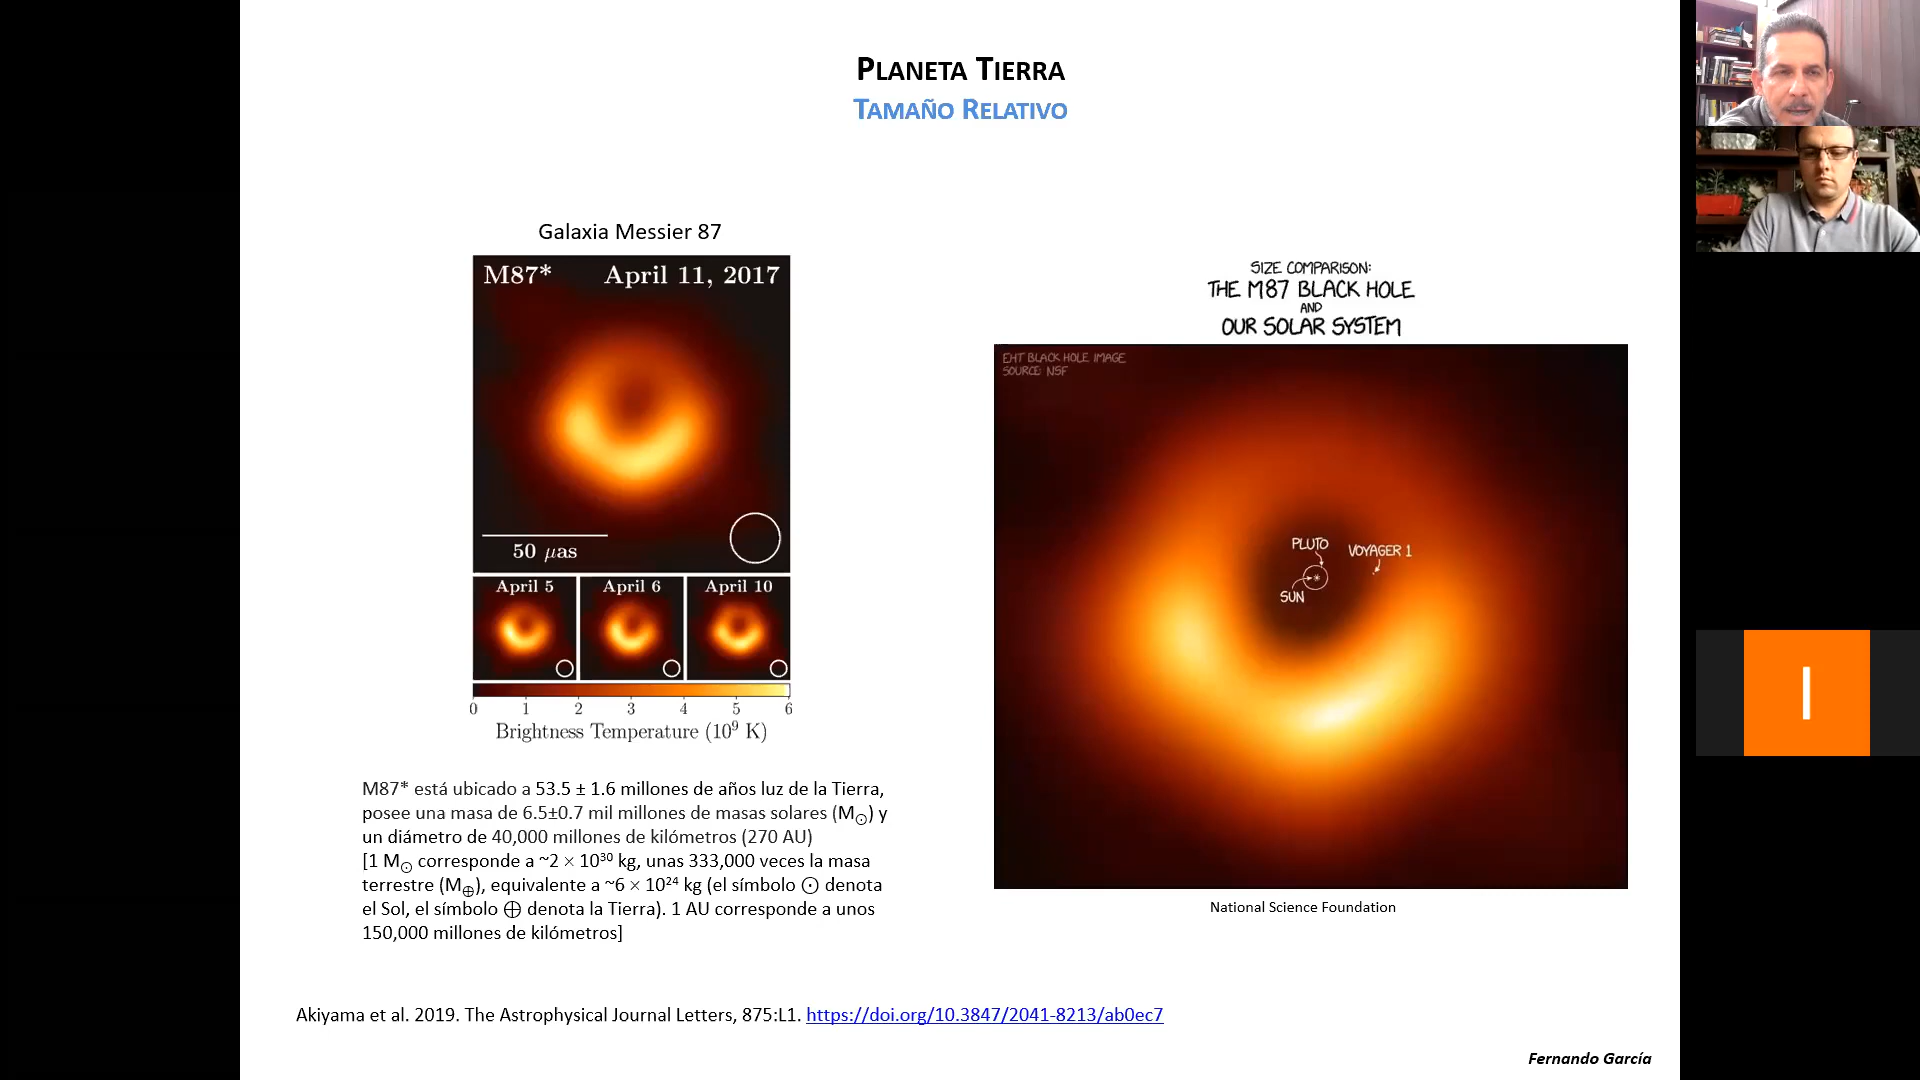 PLANETA TIERRA
TAMAÑO RELATIVO
Galaxia Messier 87
M87* April 11, 2017
50 μas
April 5 April 6 April 10
0 1 2 3 4 5 6
Brightness Temperature (10⁹ K)
M87* está ubicado a 53.5 ± 1.6 millones de años luz de la Tierra,
posee una masa de 6.5±0.7 mil millones de masas solares (M⊙) y
un diámetro de 40,000 millones de kilómetros (270 AU)
[1 M⊙ corresponde a ~2 × 10³⁰ kg, unas 333,000 veces la masa
terrestre (M⊕), equivalente a ~6 × 10²⁴ kg (el símbolo ⊙ denota
el Sol, el símbolo ⊕ denota la Tierra). 1 AU corresponde a unos
150,000 millones de kilómetros]
SIZE COMPARISON:
THE M87 BLACK HOLE
AND
OUR SOLAR SYSTEM
EHT BLACK HOLE IMAGE
SOURCE: NSF
PLUTO
VOYAGER 1
SUN
National Science Foundation
Akiyama et al. 2019. The Astrophysical Journal Letters, 875:L1. https://doi.org/10.3847/2041-8213/ab0ec7
Fernando García
I